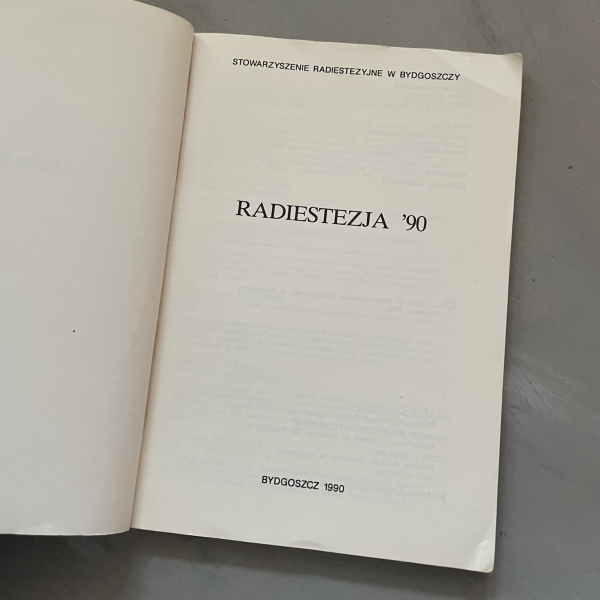 STOWARZYSZENIE RADIESTEZYJNE W BYDGOSZCZY
RADIESTEZJA '90
BYDGOSZCZ 1990